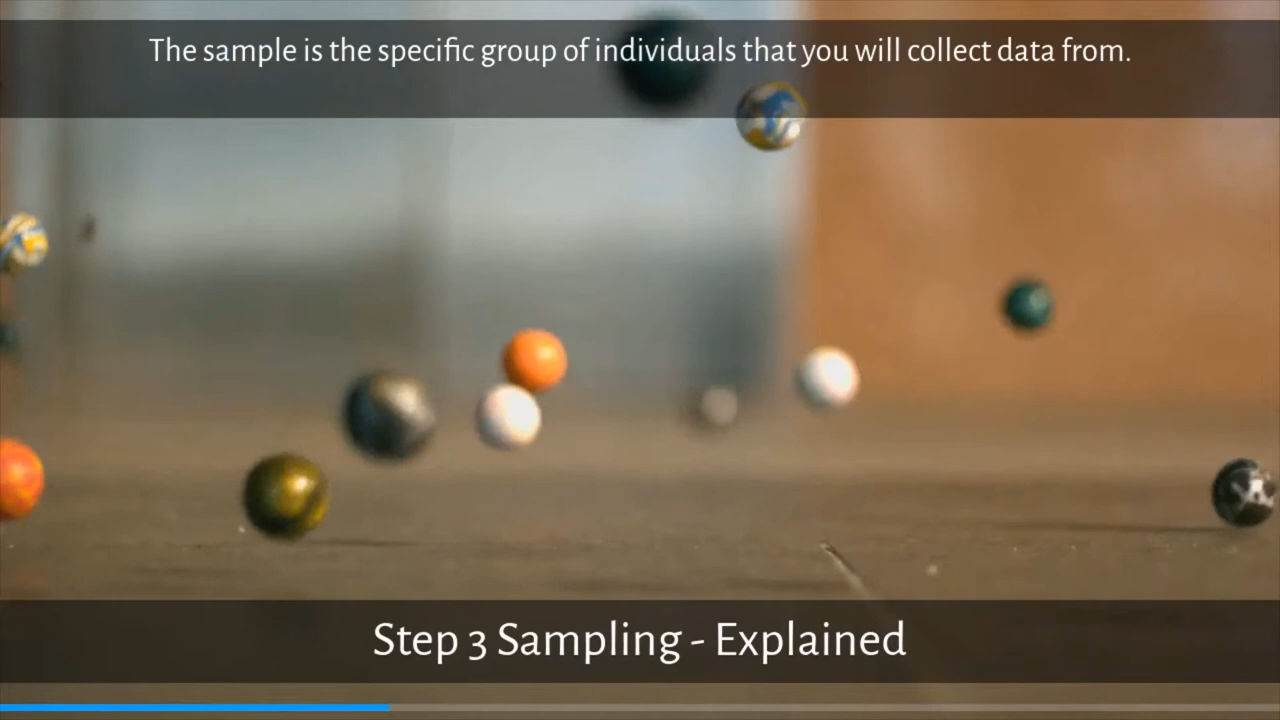 The sample is the specific group of individuals that you will collect data from.
Step 3 Sampling - Explained